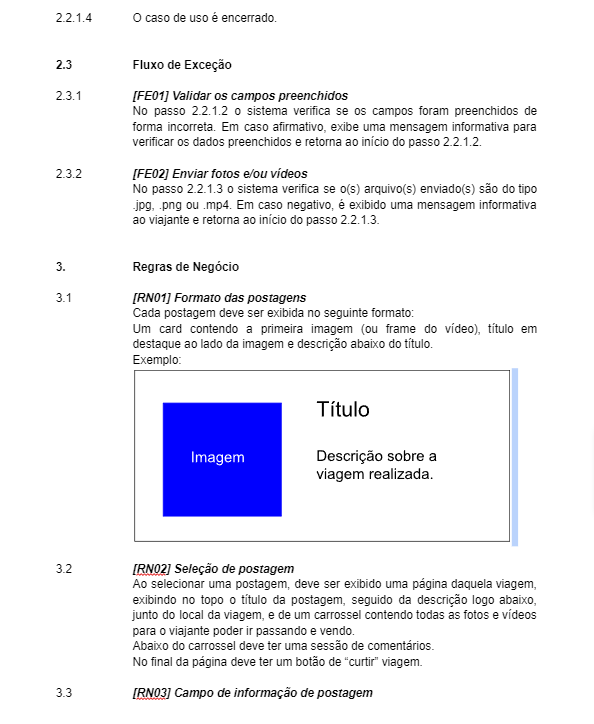 2.2.1.4 O caso de uso é encerrado.
2.3 Fluxo de Exceção
2.3.1 [FE01] Validar os campos preenchidos
No passo 2.2.1.2 o sistema verifica se os campos foram preenchidos de
forma incorreta. Em caso afirmativo, exibe uma mensagem informativa para
verificar os dados preenchidos e retorna ao início do passo 2.2.1.2.
2.3.2 [FE02] Enviar fotos e/ou vídeos
No passo 2.2.1.3 o sistema verifica se o(s) arquivo(s) enviado(s) são do tipo
.jpg, .png ou .mp4. Em caso negativo, é exibido uma mensagem informativa
ao viajante e retorna ao início do passo 2.2.1.3.
3. Regras de Negócio
3.1 [RN01] Formato das postagens
Cada postagem deve ser exibida no seguinte formato:
Um card contendo a primeira imagem (ou frame do vídeo), título em
destaque ao lado da imagem e descrição abaixo do título.
Exemplo:
Título
Imagem
Descrição sobre a
viagem realizada.
3.2 [RN02] Seleção de postagem
Ao selecionar uma postagem, deve ser exibido uma página daquela viagem,
exibindo no topo o título da postagem, seguido da descrição logo abaixo,
junto do local da viagem, e de um carrossel contendo todas as fotos e vídeos
para o viajante poder ir passando e vendo.
Abaixo do carrossel deve ter uma sessão de comentários.
No final da página deve ter um botão de “curtir” viagem.
3.3 [RN03] Campo de informação de postagem